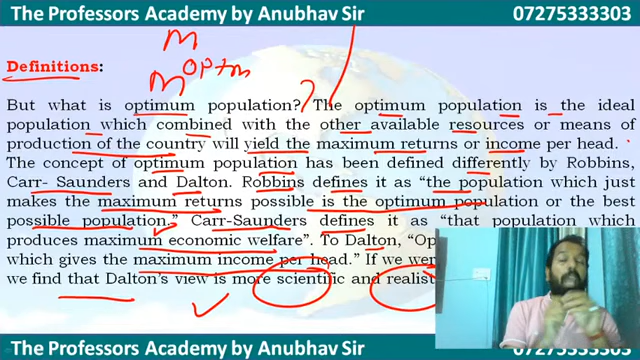 The Professors Academy by Anubhav Sir 07275333303
m
m optm
Definitions: ?
But what is optimum population? The optimum population is the ideal
population which combined with the other available resources or means of
production of the country will yield the maximum returns or income per head.
The concept of optimum population has been defined differently by Robbins,
Carr- Saunders and Dalton. Robbins defines it as “the population which just
makes the maximum returns possible is the optimum population or the best
possible population.” Carr-Saunders defines it as “that population which
produces maximum economic welfare”. To Dalton, “Op
which gives the maximum income per head.” If we wer
we find that Dalton’s view is more scientific and realist
The Professors Academy by Anubhav Sir 07275333303